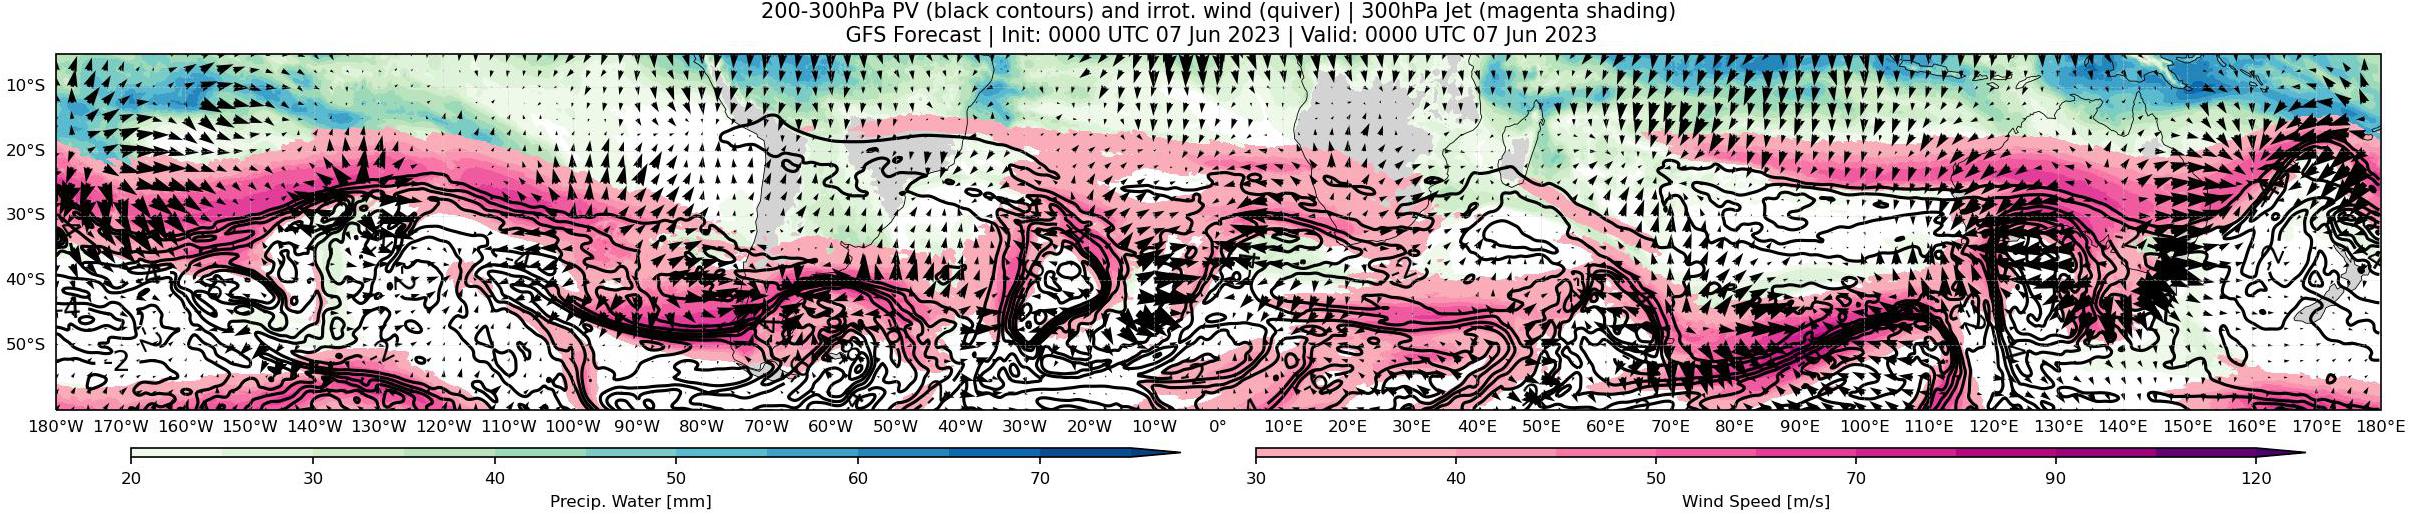 200-300hPa PV (black contours) and irrot. wind (quiver) | 300hPa Jet (magenta shading)
GFS Forecast | Init: 0000 UTC 07 Jun 2023 | Valid: 0000 UTC 07 Jun 2023
10°S
20°S
30°S
40°S
50°S
-2
-2
180°W 170°W 160°W 150°W 140°W 130°W 120°W 110°W 100°W 90°W 80°W 70°W 60°W 50°W 40°W 30°W 20°W 10°W 0° 10°E 20°E 30°E 40°E 50°E 60°E 70°E 80°E 90°E 100°E 110°E 120°E 130°E 140°E 150°E 160°E 170°E 180°E
20 30 40 50 60 70
Precip. Water [mm]
30 40 50 70 90 120
Wind Speed [m/s]